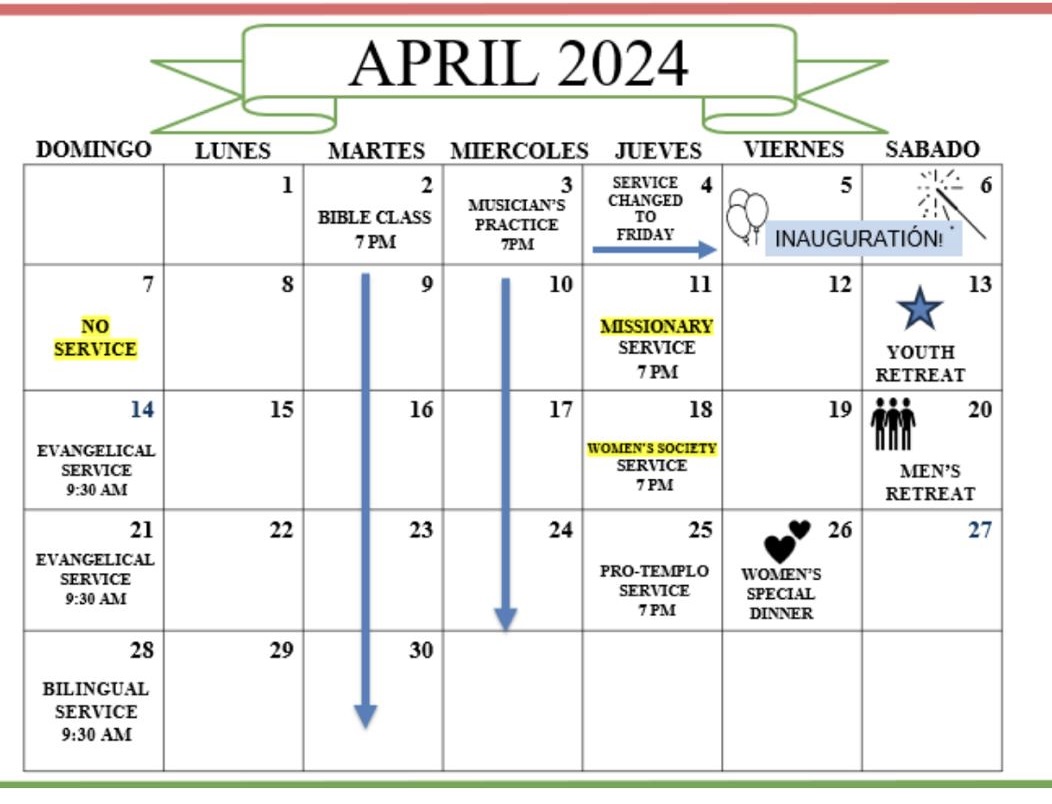 APRIL 2024
DOMINGO LUNES MARTES MIERCOLES JUEVES VIERNES SABADO
1
2
BIBLE CLASS
7 PM
3
MUSICIAN'S
PRACTICE
7PM
SERVICE 4
CHANGED
TO
FRIDAY
5
6
INAUGURATIÓN!
7
NO
SERVICE
8
9
10
11
MISSIONARY
SERVICE
7 PM
12
13
YOUTH
RETREAT
14
EVANGELICAL
SERVICE
9:30 AM
15
16
17
18
WOMEN'S SOCIETY
SERVICE
7 PM
19
20
MEN'S
RETREAT
21
EVANGELICAL
SERVICE
9:30 AM
22
23
24
25
PRO-TEMPLO
SERVICE
7 PM
26
WOMEN'S
SPECIAL
DINNER
27
28
BILINGUAL
SERVICE
9:30 AM
29
30